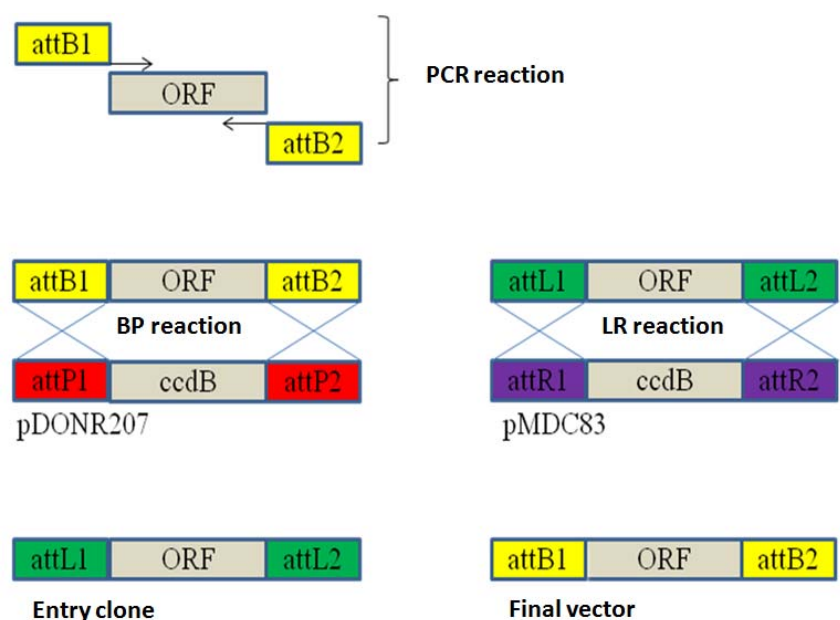 attB1
PCR reaction
ORF
attB2
attB1 ORF attB2
BP reaction
attP1 ccdB attP2
pDONR207
attL1 ORF attL2
LR reaction
attR1 ccdB attR2
pMDC83
attL1 ORF attL2
Entry clone
attB1 ORF attB2
Final vector